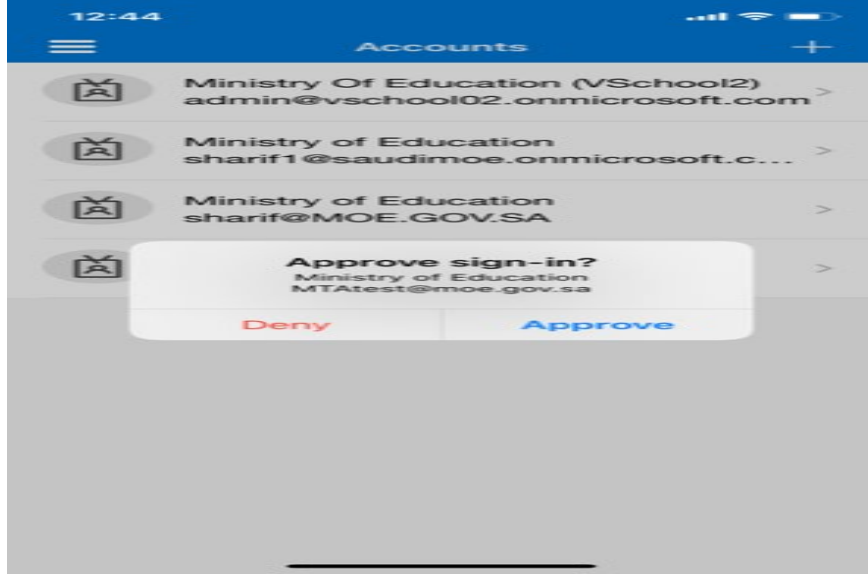 12:44
Accounts
Ministry Of Education (VSchool2)
admin@vschool02.onmicrosoft.com
Ministry of Education
sharif1@saudimoe.onmicrosoft.c...
Ministry of Education
sharif@MOE.GOV.SA
Approve sign-in?
Ministry of Education
MTAtest@moe.gov.sa
Deny
Approve